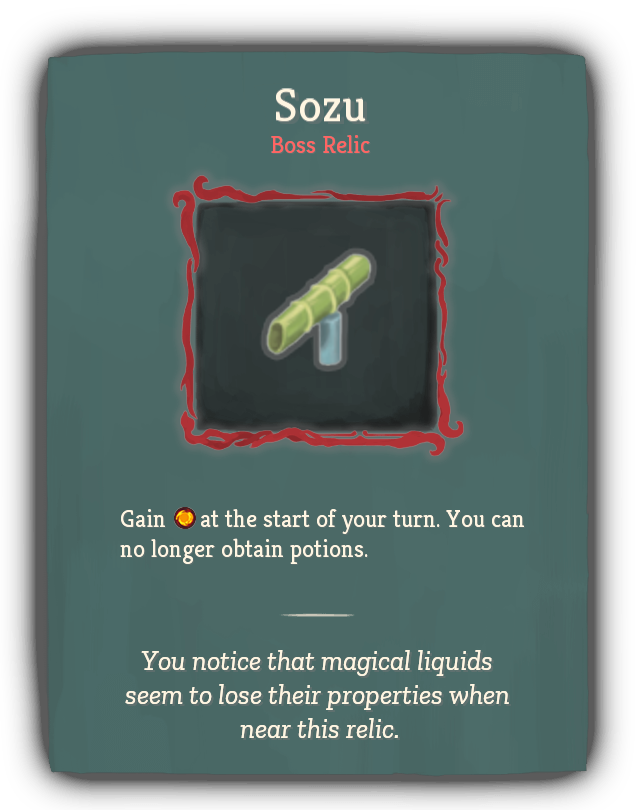 Sozu
Boss Relic
Gain at the start of your turn. You can
no longer obtain potions.
You notice that magical liquids
seem to lose their properties when
near this relic.